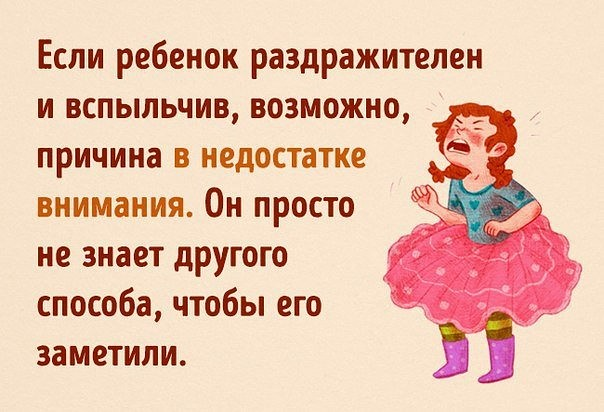 Если ребенок раздражителен
и вспыльчив, возможно,
причина в недостатке
внимания. Он просто
не знает другого
способа, чтобы его
заметили.